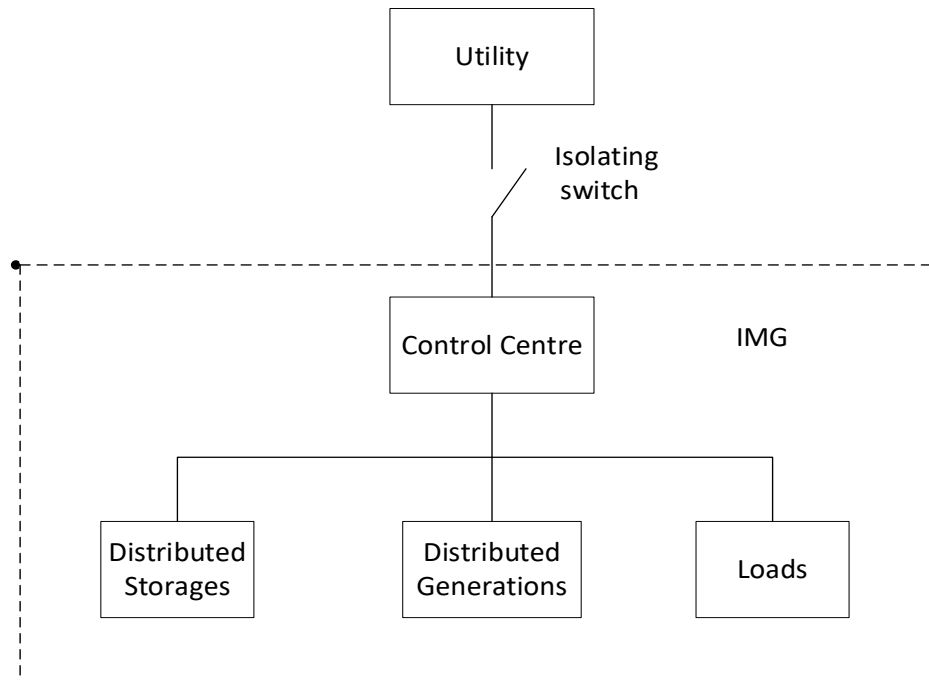 Utility
Isolating
switch
Control Centre
IMG
Distributed
Storages
Distributed
Generations
Loads